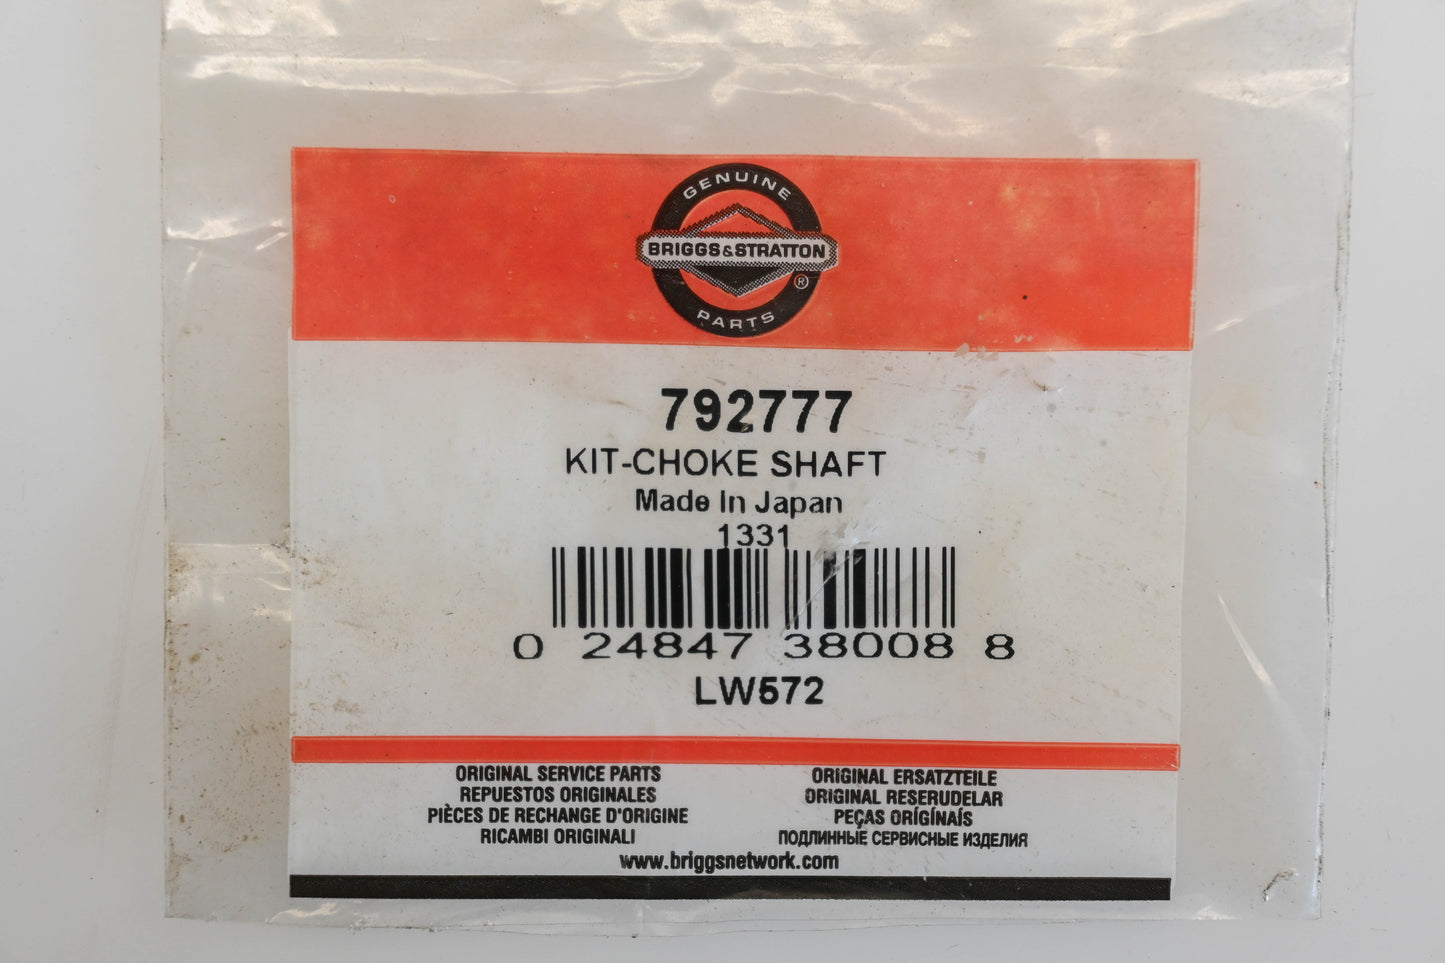 GENUINE
BRIGGS&STRATTON
®
PARTS
792777
KIT-CHOKE SHAFT
Made In Japan
1331
0 24847 38008 8
LW572
ORIGINAL SERVICE PARTS
REPUESTOS ORIGINALES
PIÈCES DE RECHANGE D'ORIGINE
RICAMBI ORIGINALI
ORIGINAL ERSATZTEILE
ORIGINAL RESERUDELAR
PEÇAS ORÍGÍNAÍS
ПОДЛИННЫЕ СЕРВИСНЫЕ ИЗДЕЛИЯ
www.briggsnetwork.com